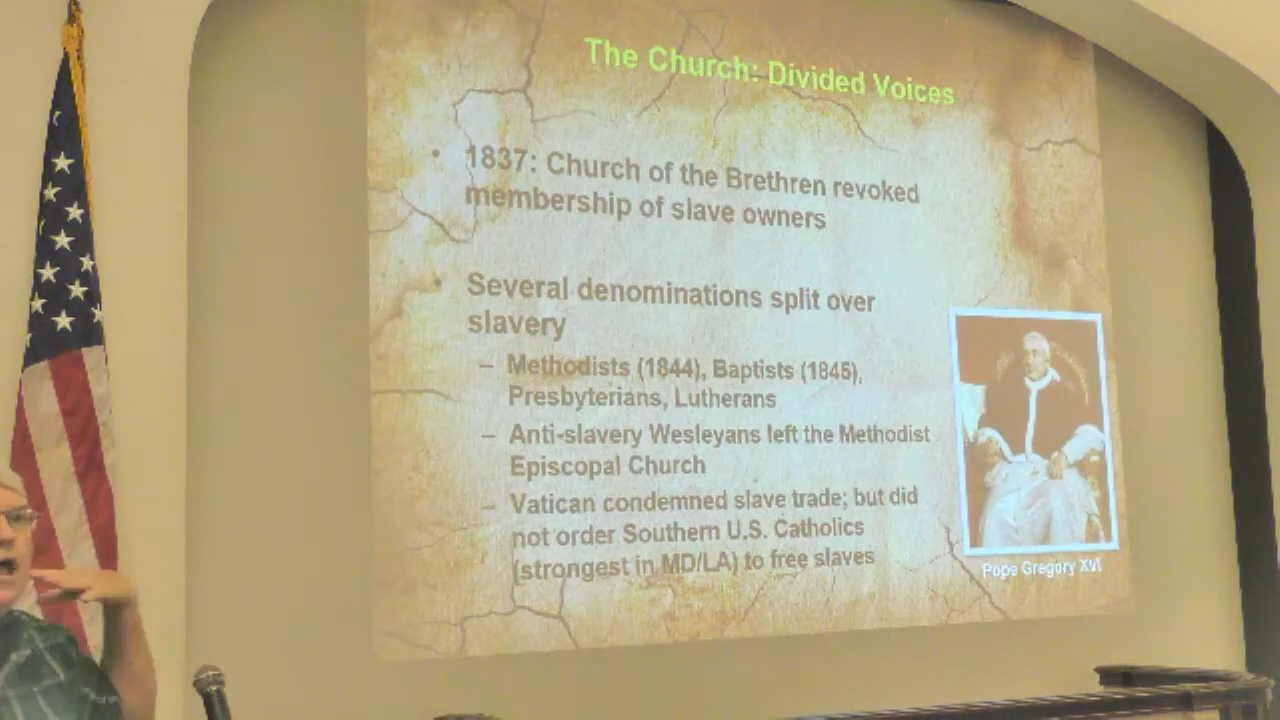 The Church: Divided Voices
• 1837: Church of the Brethren revoked
membership of slave owners
• Several denominations split over
slavery
– Methodists (1844), Baptists (1845),
Presbyterians, Lutherans
– Anti-slavery Wesleyans left the Methodist
Episcopal Church
– Vatican condemned slave trade; but did
not order Southern U.S. Catholics
(strongest in MD/LA) to free slaves
Pope Gregory XVI